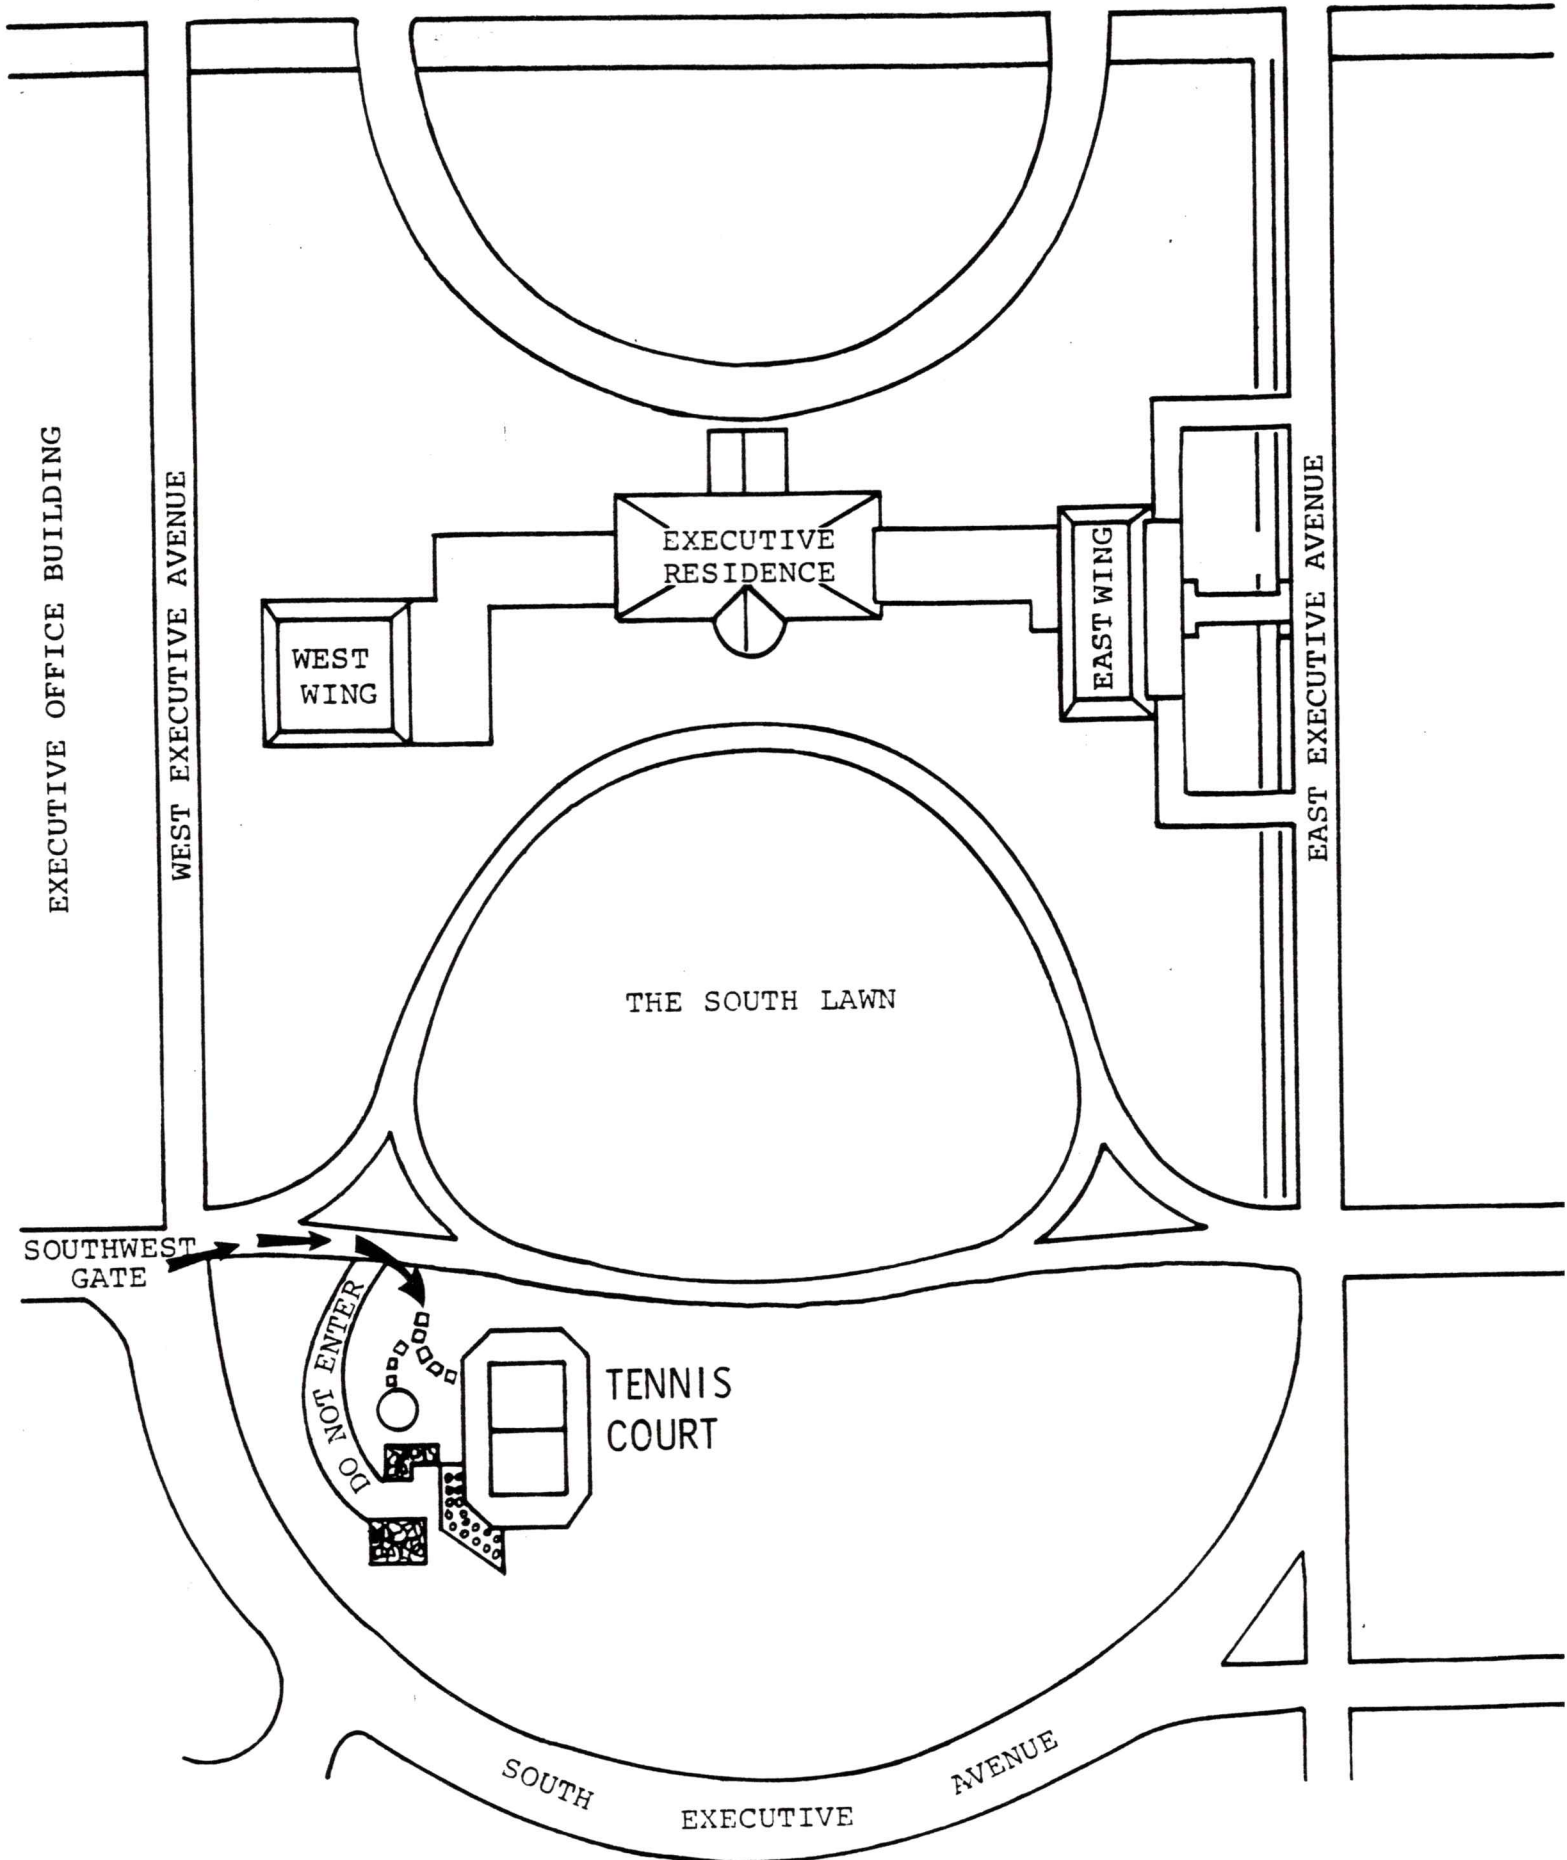 EXECUTIVE OFFICE BUILDING
WEST EXECUTIVE AVENUE
EXECUTIVE
RESIDENCE
WEST
WING
EAST WING
EAST EXECUTIVE AVENUE
THE SOUTH LAWN
SOUTHWEST
GATE
DO NOT ENTER
TENNIS
COURT
SOUTH EXECUTIVE AVENUE